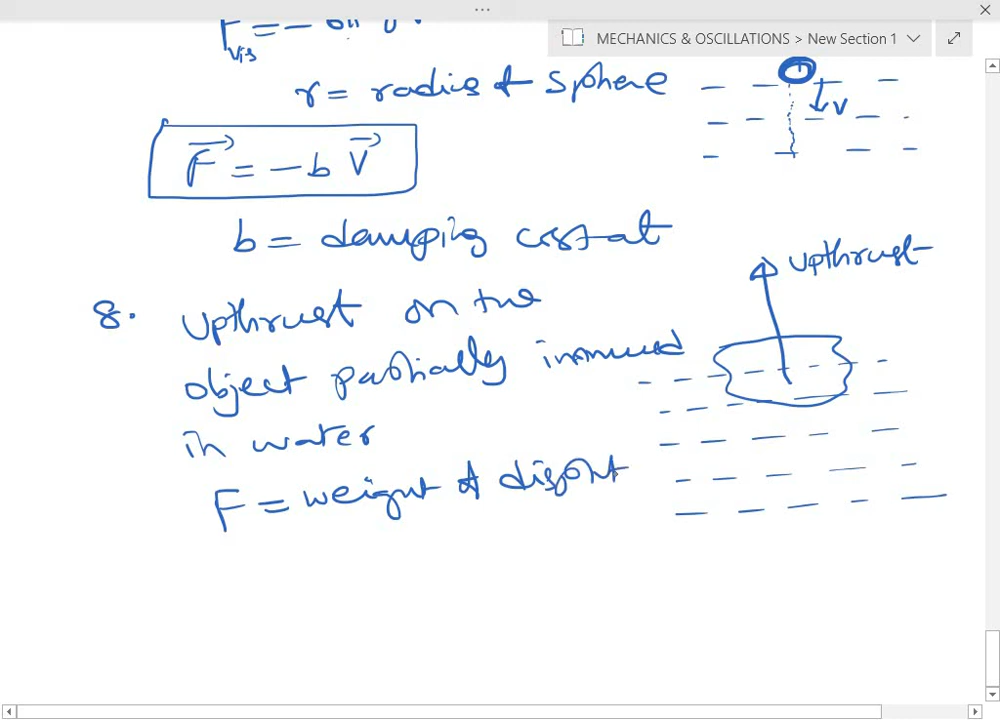 MECHANICS & OSCILLATIONS > New Section 1
F vis = −
r = radius of sphere
V
F = − b V
b = damping constant
upthrust
8. Upthrust on the
object partially immersed
in water
F = weight of